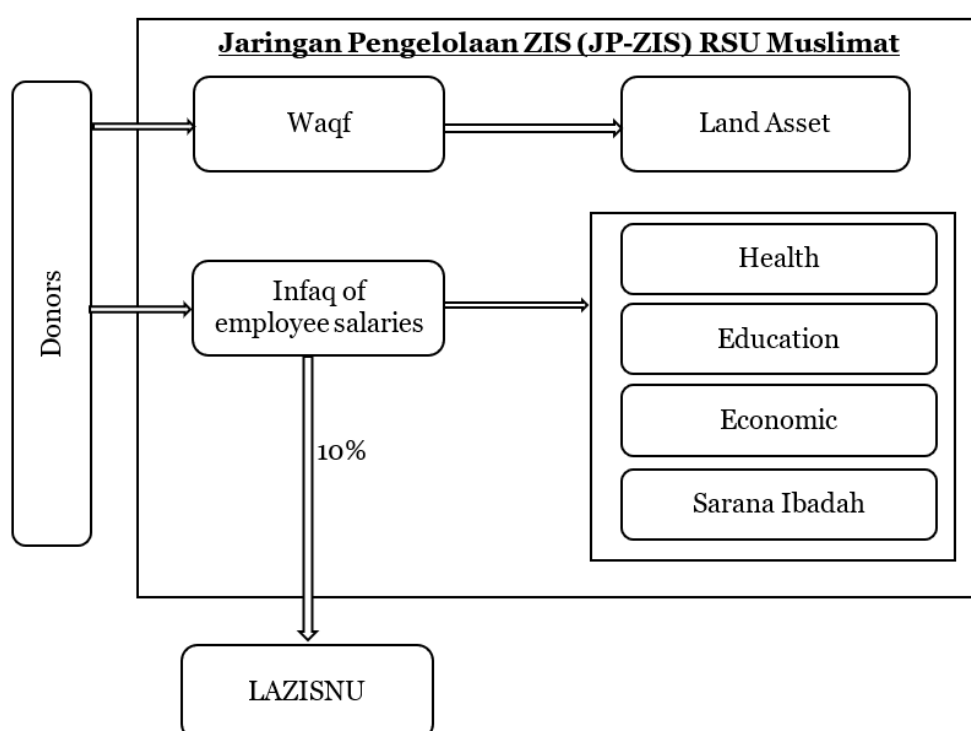 Jaringan Pengelolaan ZIS (JP-ZIS) RSU Muslimat
Donors
Waqf
Land Asset
Infaq of
employee salaries
Health
Education
Economic
Sarana Ibadah
10%
LAZISNU